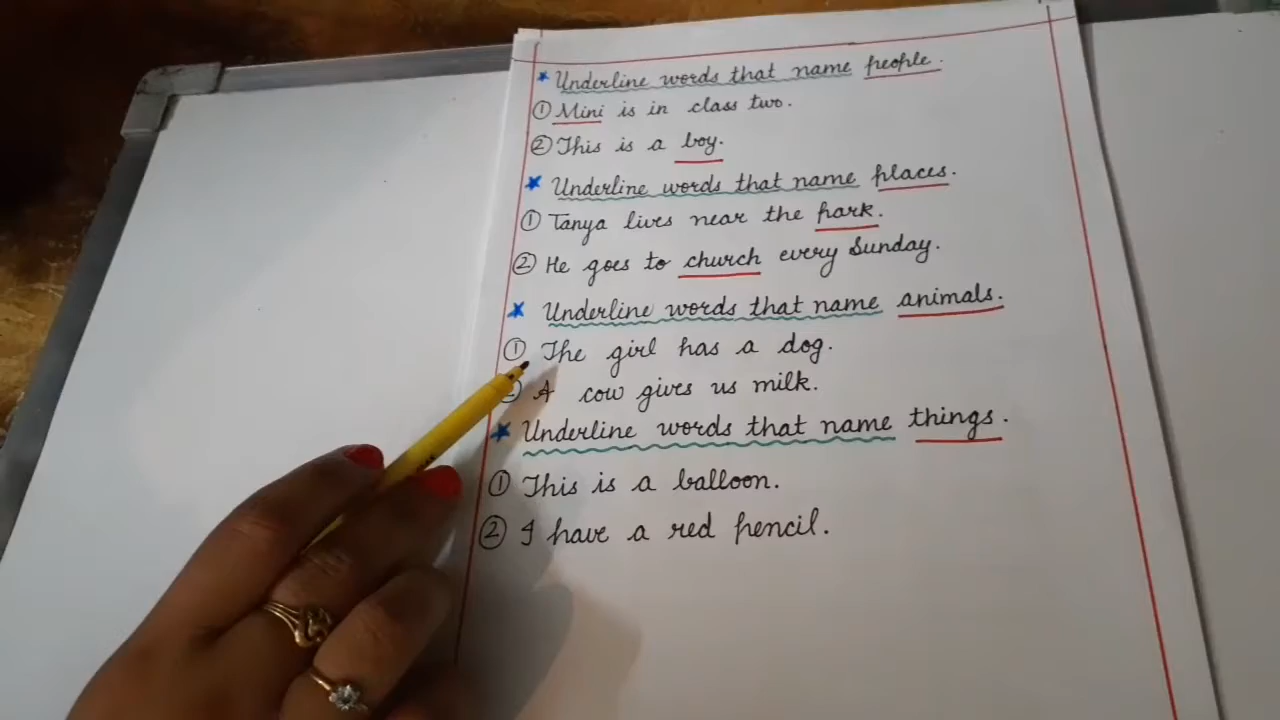 * Underline words that name people.
① Mini is in class two.
② This is a boy.
* Underline words that name places.
① Tanya lives near the park.
② He goes to church every Sunday.
* Underline words that name animals.
① The girl has a dog.
② A cow gives us milk.
* Underline words that name things.
① This is a balloon.
② I have a red pencil.